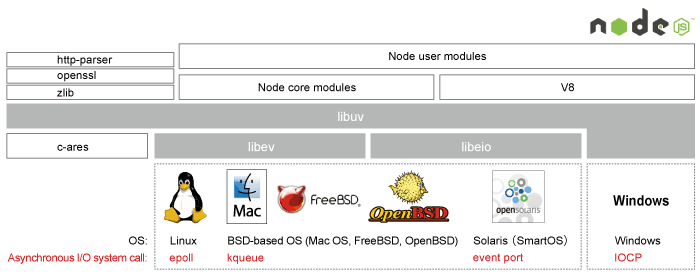 node
JS
http-parser
openssl
zlib
Node user modules
Node core modules
V8
libuv
c-ares
libev
libeio
Mac
FreeBSD
OpenBSD
opensolaris
Windows
OS: Linux BSD-based OS (Mac OS, FreeBSD, OpenBSD) Solaris (SmartOS) Windows
Asynchronous I/O system call: epoll kqueue event port IOCP